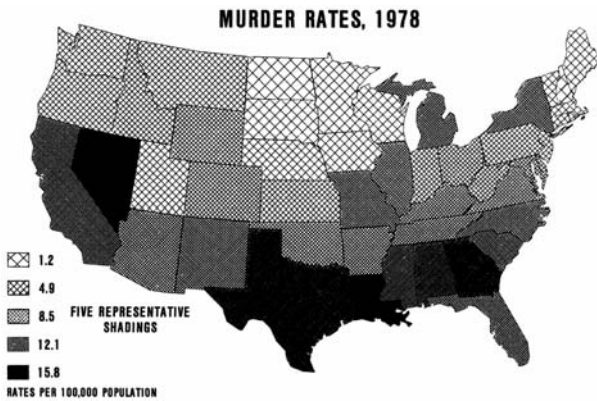 MURDER RATES, 1978
1.2
4.9
8.5
FIVE REPRESENTATIVE
SHADINGS
12.1
15.8
RATES PER 100,000 POPULATION